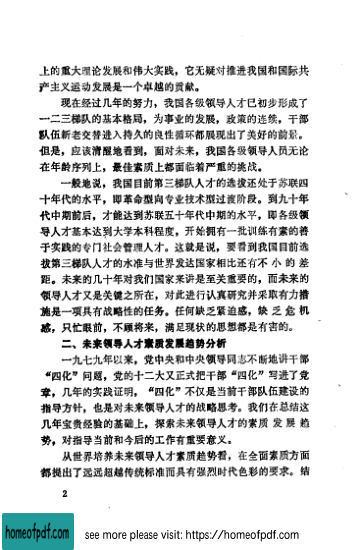 上的重大理论发展和伟大实践，它无疑对推进我国和国际共
产主义运动发展是一个卓越的贡献。
现在经过几年的努力，我国各级领导人才已初步形成了
一二三梯队的基本格局，为事业的发展，政策的连续，干部
队伍新老交替进入持久的良性循环都展现出了美好的前景。
但是，应该清醒地看到，面对未来，我国各级领导人员无论
在年龄序列上，最佳素质上都面临着严重的挑战。
一般地说，我国目前第三梯队人才的选拔还处于苏联四
十年代的水平，即革命型向专业技术型过渡阶段。到九十年
代中期前后，才能达到苏联五十年代中期的水平，即各级领
导人才基本达到大学本科程度，开始拥有一批训练有素的善
于实践的专门社会管理人才。这就是说，要看到我国目前选
拔第三梯队人才的水准与世界发达国家相比还有不小的差
距。未来的几十年对我们国家来讲是至关重要的，而未来的
领导人才又是关键之所在，对此进行认真研究并采取有力措
施是一项具有战略性的任务。任何缺乏紧迫感，缺乏危机
感，只忙眼前，不顾将来，满足现状的思想都是有害的。
二、未来领导人才素质发展趋势分析
一九七九年以来，党中央和中央领导同志不断地讲干部
“四化”问题，党的十二大又正式把干部“四化”写进了党
章，几年的实践证明，“四化”不仅是当前干部队伍建设的
指导方针，也是对未来领导人才的战略思考。我们在总结这
几年宝贵经验的基础上，探索未来领导人才的素质发展趋
势，对指导当前和今后的工作有重要意义。
从世界培养未来领导人才素质趋势看，在全面素质方面
都提出了远远超越传统标准而具有强烈时代色彩的要求。结
2
homeofpdf.com
see more please visit: https://homeofpdf.com